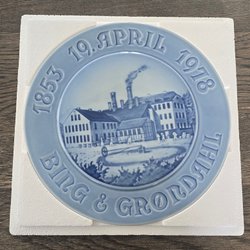 1853 19. APRIL 1978
BING & GRØNDAHL